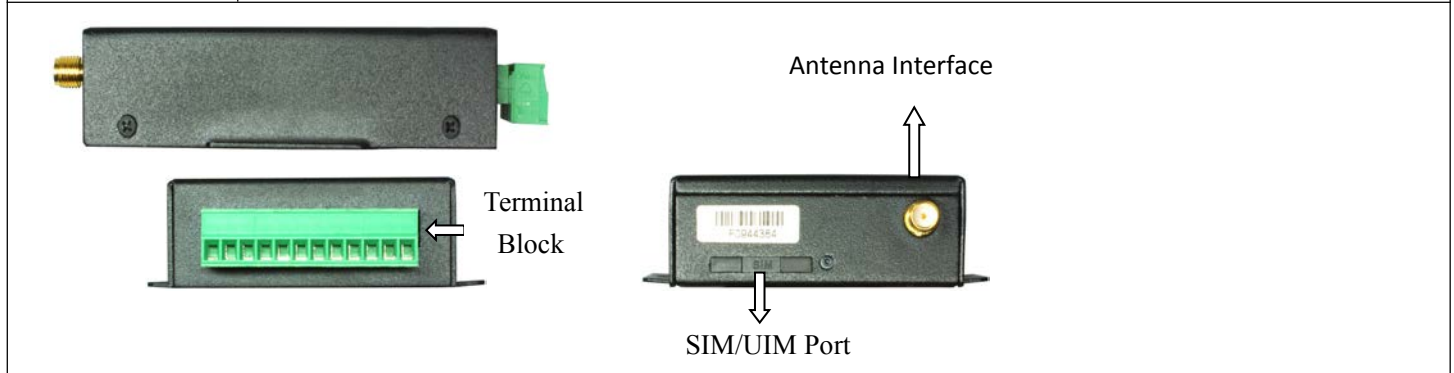 Antenna Interface
Terminal
Block
SIM
SIM/UIM Port